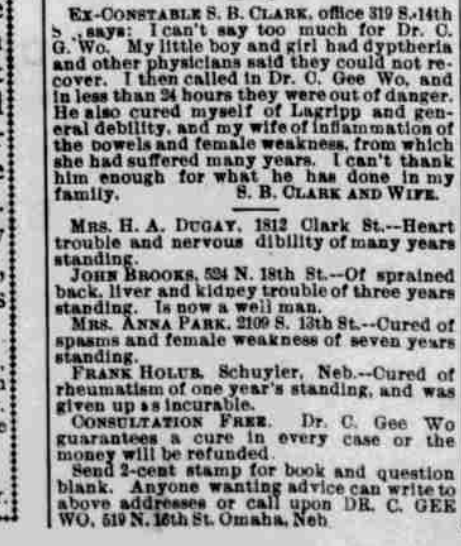 EX-CONSTABLE S. B. CLARK, office 319 S. 14th
S , says: I can't say too much for Dr. C.
G. Wo. My little boy and girl had dyptheria
and other physicians said they could not re-
cover. I then called in Dr. C. Gee Wo, and
in less than 24 hours they were out of danger.
He also cured myself of Lagripp and gen-
eral debility, and my wife of inflammation of
the bowels and female weakness, from which
she had suffered many years. I can't thank
him enough for what he has done in my
family. S. B. CLARK AND WIFE.
MRS. H. A. DUGAY, 1812 Clark St.--Heart
trouble and nervous dibility of many years
standing.
JOHN BROOKS, 524 N. 18th St.--Of sprained
back, liver and kidney trouble of three years
standing. Is now a well man.
MRS. ANNA PARK, 2109 S. 13th St.--Cured of
spasms and female weakness of seven years
standing.
FRANK HOLUB, Schuyler, Neb.--Cured of
rheumatism of one year's standing, and was
given up as incurable.
CONSULTATION FREE. Dr. C. Gee Wo
guarantees a cure in every case or the
money will be refunded
Send 2-cent stamp for book and question
blank. Anyone wanting advice can write to
above addresses or call upon DR. C. GEE
WO, 519 N. 16th St. Omaha, Neb